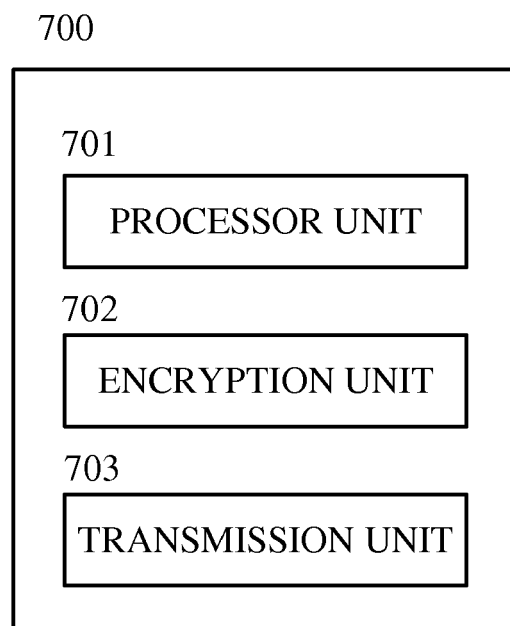 700
701
PROCESSOR UNIT
702
ENCRYPTION UNIT
703
TRANSMISSION UNIT